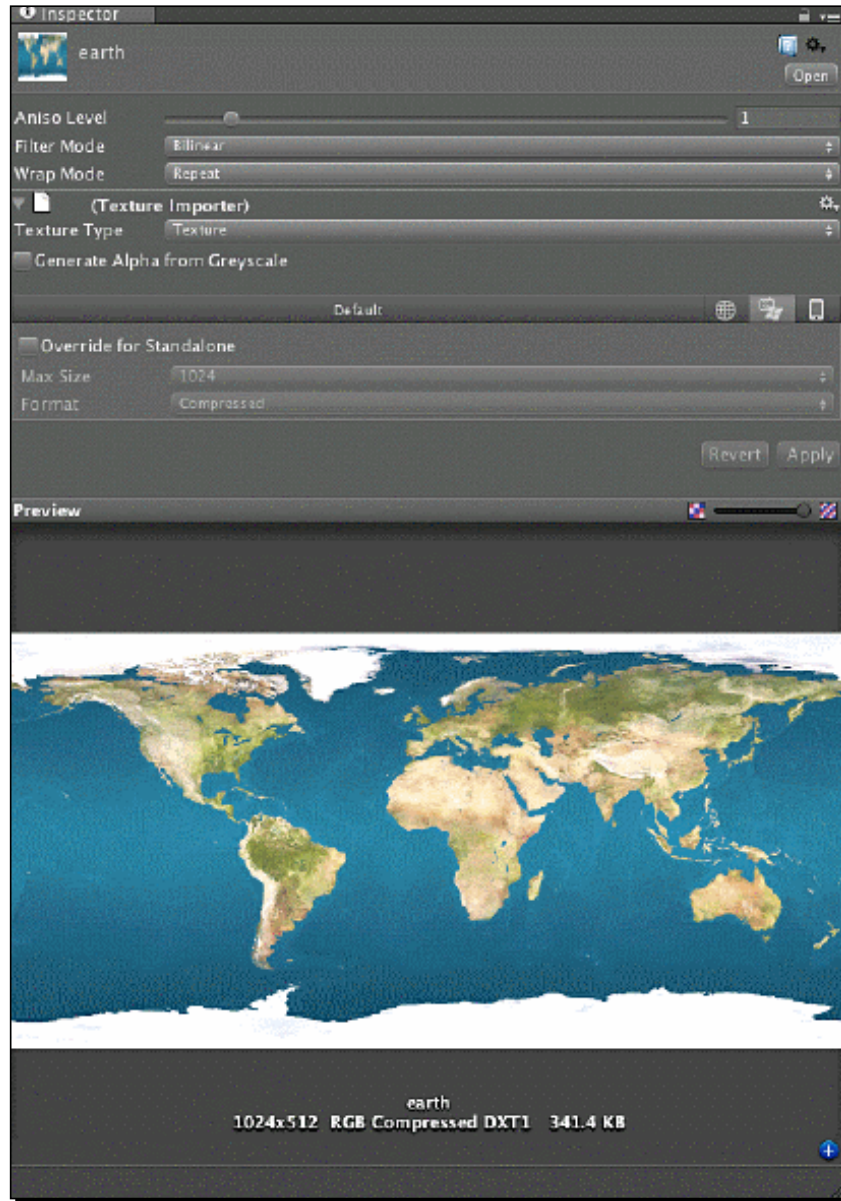 Inspector
earth
Open
Aniso Level 1
Filter Mode Bilinear
Wrap Mode Repeat
(Texture Importer)
Texture Type Texture
Generate Alpha from Greyscale
Default
Override for Standalone
Max Size 1024
Format Compressed
Revert Apply
Preview
earth
1024x512 RGB Compressed DXT1 341.4 KB